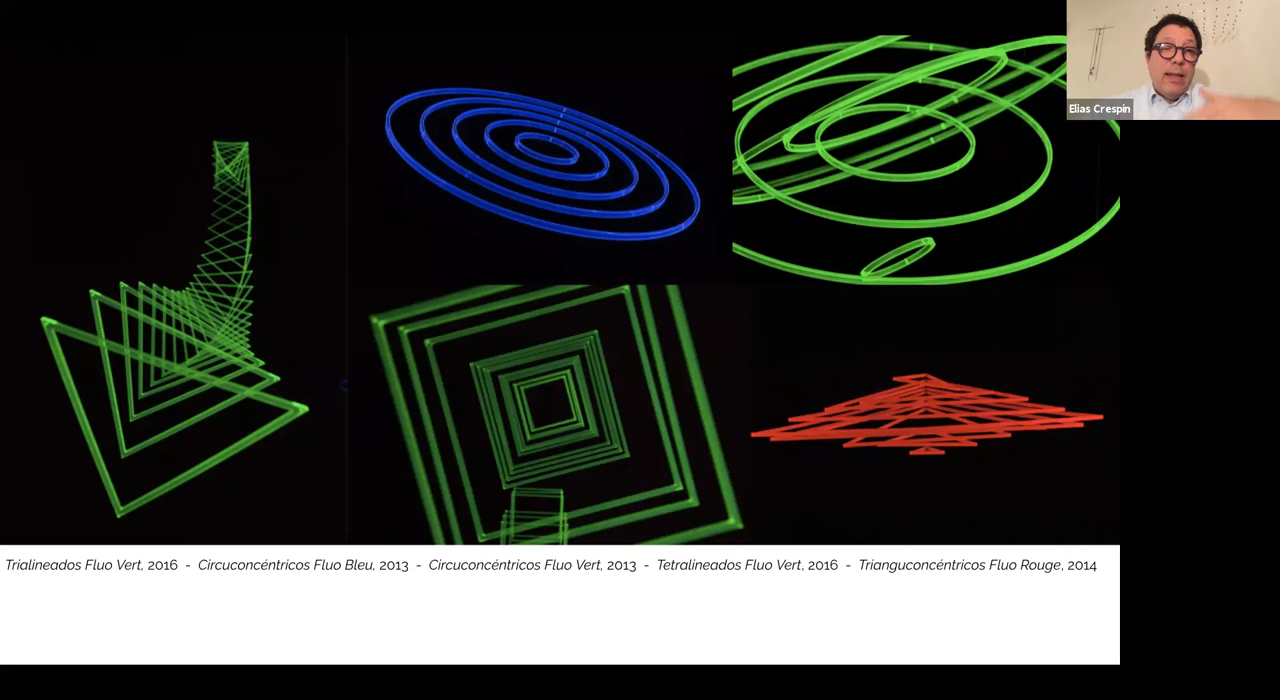 Elias Crespin
Trialineados Fluo Vert, 2016 - Circuconcéntricos Fluo Bleu, 2013 - Circuconcéntricos Fluo Vert, 2013 - Tetralineados Fluo Vert, 2016 - Trianguconcéntricos Fluo Rouge, 2014